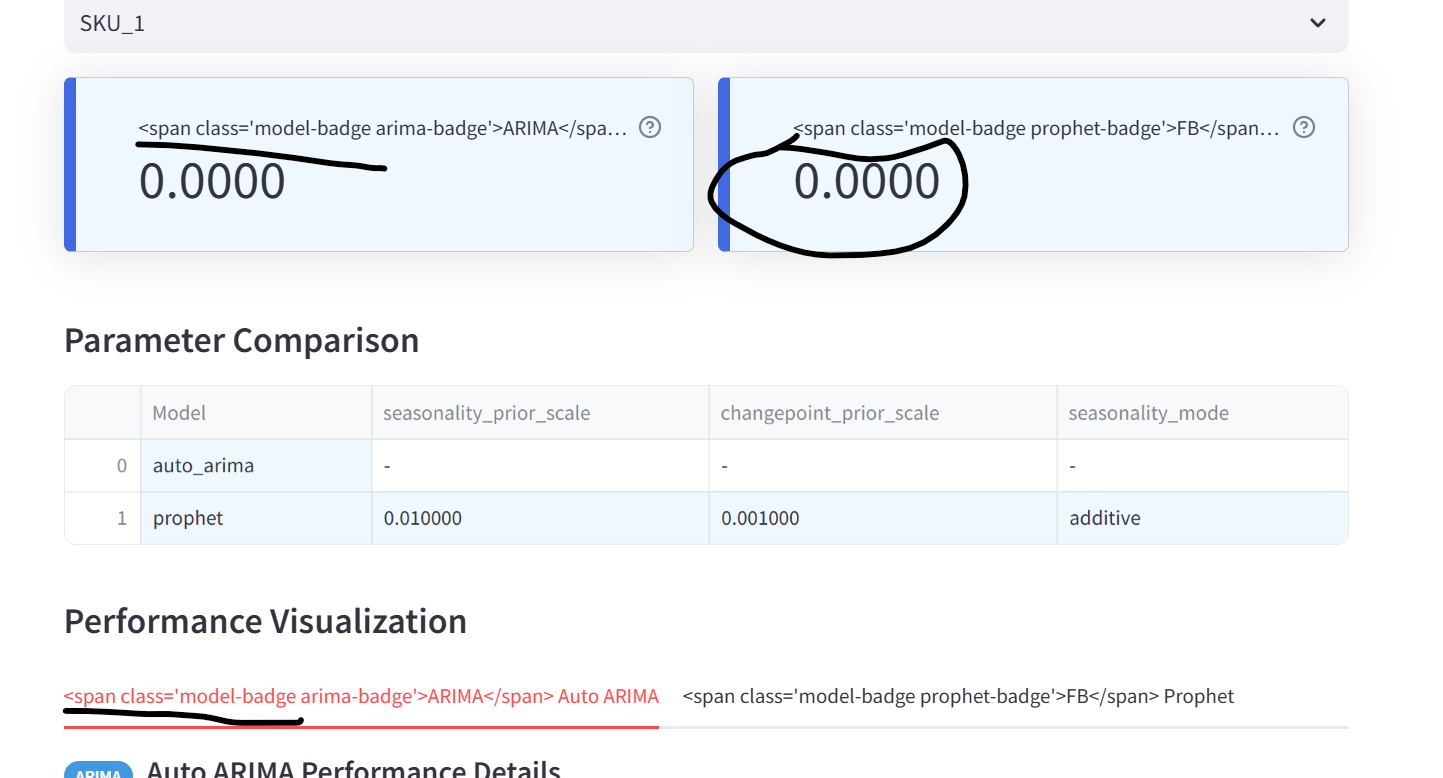 SKU_1
<span class='model-badge arima-badge'>ARIMA</spa...
<span class='model-badge prophet-badge'>FB</span...
0.0000
0.0000
Parameter Comparison
Model seasonality_prior_scale changepoint_prior_scale seasonality_mode
0 auto_arima - - -
1 prophet 0.010000 0.001000 additive
Performance Visualization
<span class='model-badge arima-badge'>ARIMA</span> Auto ARIMA <span class='model-badge prophet-badge'>FB</span> Prophet
ARIMA Auto ARIMA Performance Details